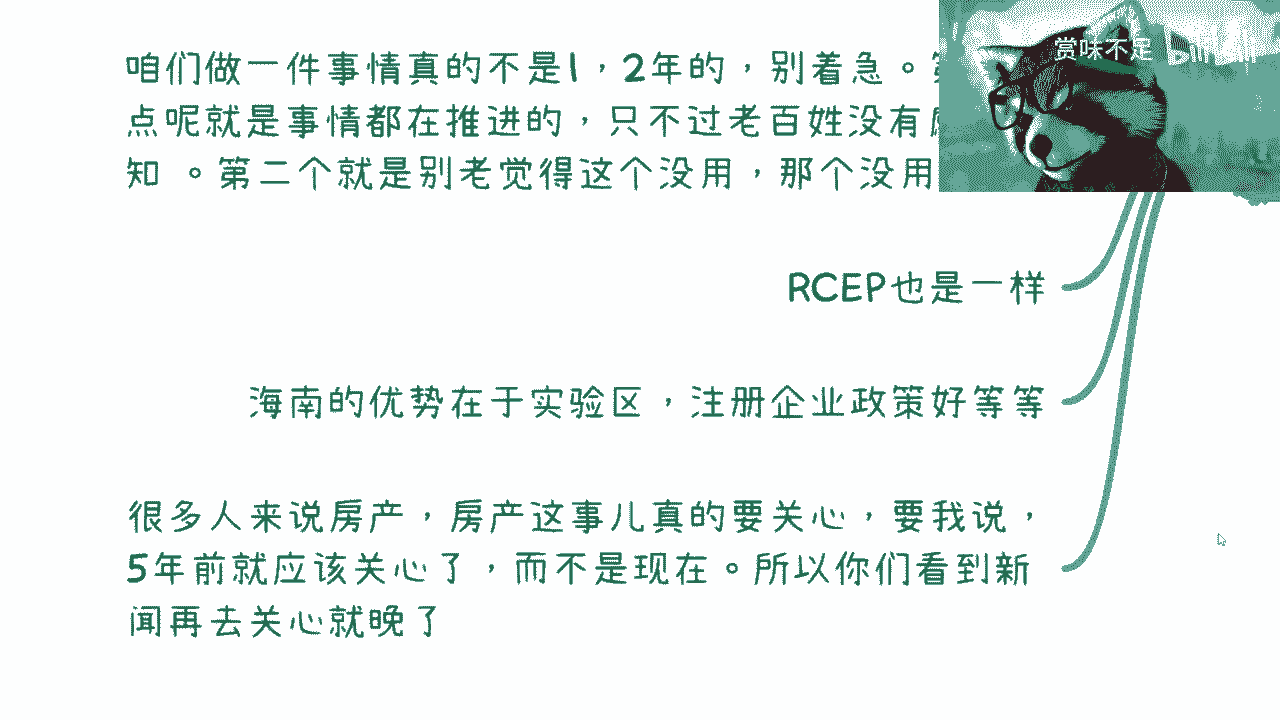 咱们做一件事情真的不是1，2年的，别着急。
点呢就是事情都在推进的，只不过老百姓没有
知 。第二个就是别老觉得这个没用，那个没用
RCEP也是一样
海南的优势在于实验区，注册企业政策好等等
很多人来说房产，房产这事儿真的要关心，要我说，
5年前就应该关心了，而不是现在。所以你们看到新
闻再去关心就晚了
赏味不足 bilibili